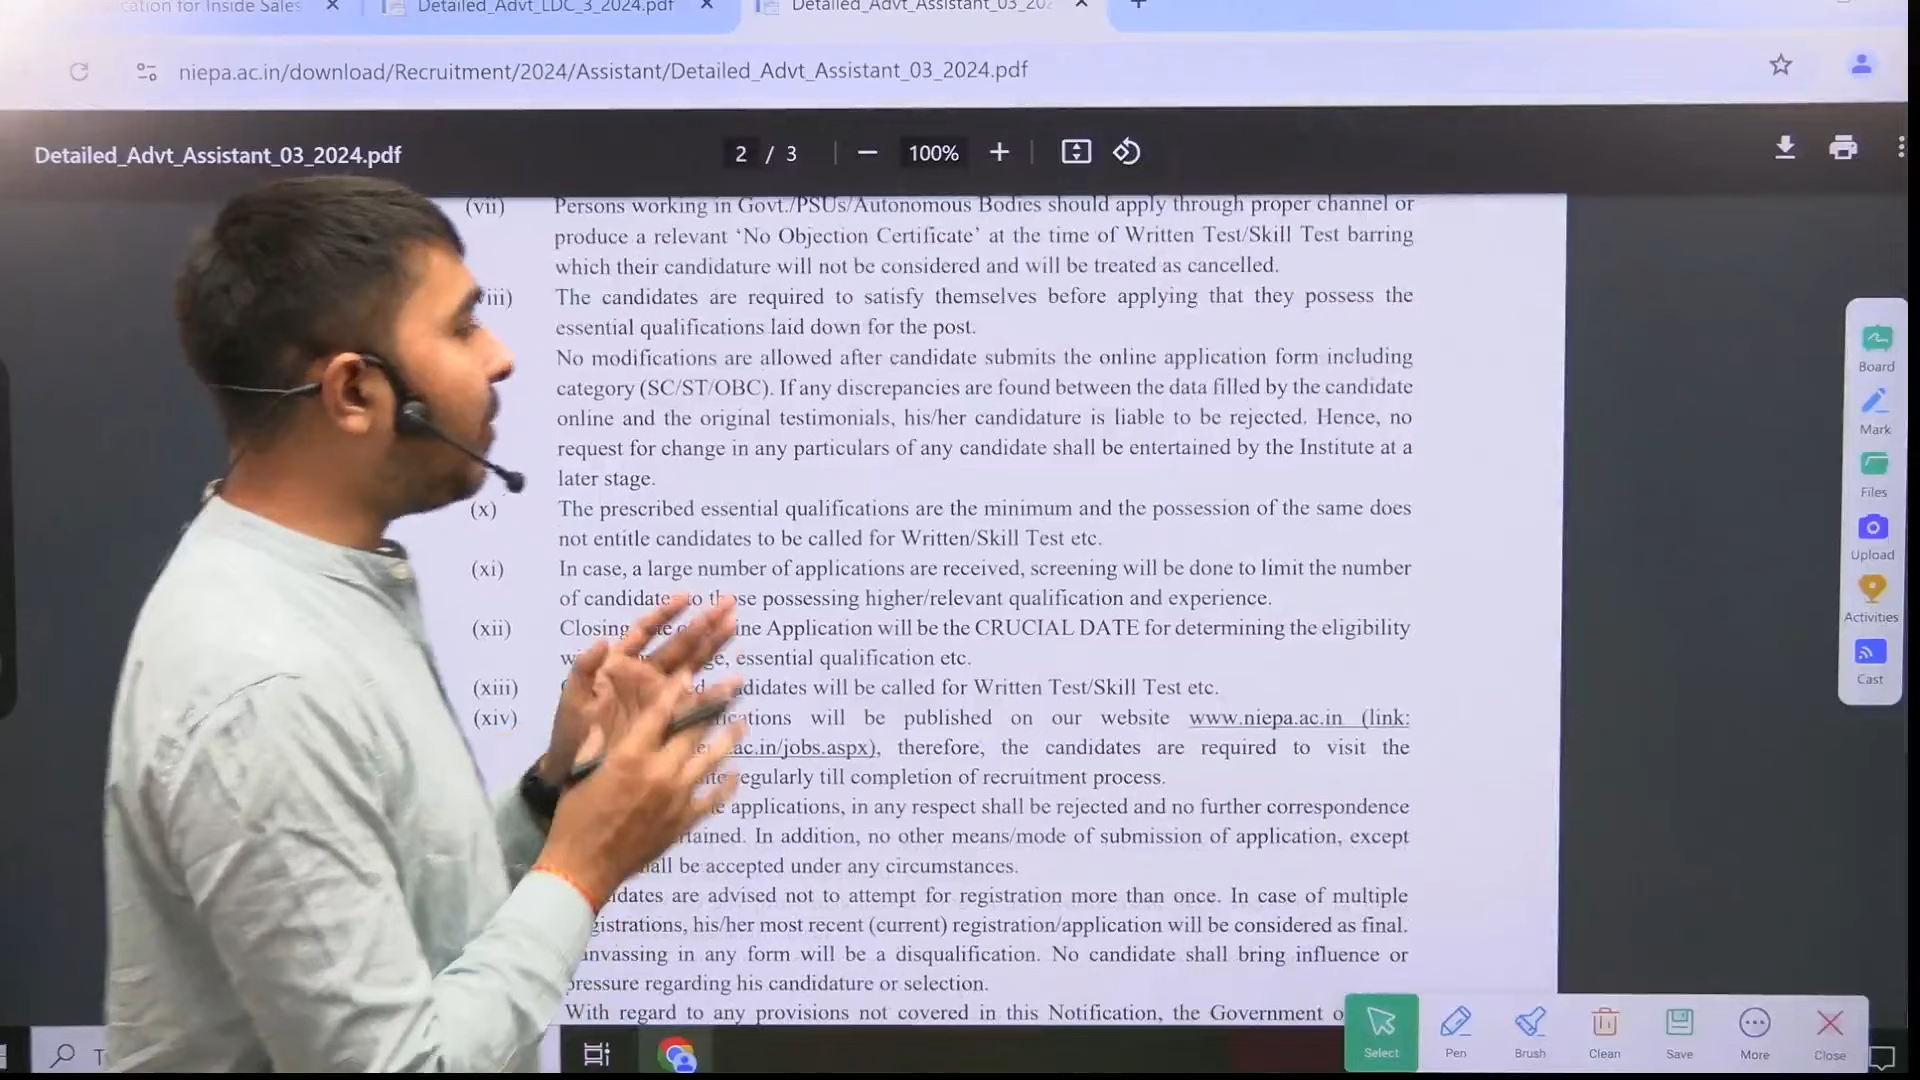 cation for Inside Sales
Detailed_Advt_LDC_3_2024.pdf
Detailed_Advt_Assistant_03_202
niepa.ac.in/download/Recruitment/2024/Assistant/Detailed_Advt_Assistant_03_2024.pdf
Detailed_Advt_Assistant_03_2024.pdf
2 / 3
100%
(vii) Persons working in Govt./PSUs/Autonomous Bodies should apply through proper channel or
produce a relevant ‘No Objection Certificate’ at the time of Written Test/Skill Test barring
which their candidature will not be considered and will be treated as cancelled.
iii) The candidates are required to satisfy themselves before applying that they possess the
essential qualifications laid down for the post.
No modifications are allowed after candidate submits the online application form including
category (SC/ST/OBC). If any discrepancies are found between the data filled by the candidate
online and the original testimonials, his/her candidature is liable to be rejected. Hence, no
request for change in any particulars of any candidate shall be entertained by the Institute at a
later stage.
(x) The prescribed essential qualifications are the minimum and the possession of the same does
not entitle candidates to be called for Written/Skill Test etc.
(xi) In case, a large number of applications are received, screening will be done to limit the number
of candidates to those possessing higher/relevant qualification and experience.
(xii) Closing ine Application will be the CRUCIAL DATE for determining the eligibility
ge, essential qualification etc.
(xiii) didates will be called for Written Test/Skill Test etc.
(xiv) ications will be published on our website www.niepa.ac.in (link:
.ac.in/jobs.aspx), therefore, the candidates are required to visit the
regularly till completion of recruitment process.
applications, in any respect shall be rejected and no further correspondence
rtained. In addition, no other means/mode of submission of application, except
all be accepted under any circumstances.
idates are advised not to attempt for registration more than once. In case of multiple
gistrations, his/her most recent (current) registration/application will be considered as final.
anvassing in any form will be a disqualification. No candidate shall bring influence or
pressure regarding his candidature or selection.
With regard to any provisions not covered in this Notification, the Government o
Board
Mark
Files
Upload
Activities
Cast
Select
Pen
Brush
Clean
Save
More
Close
T